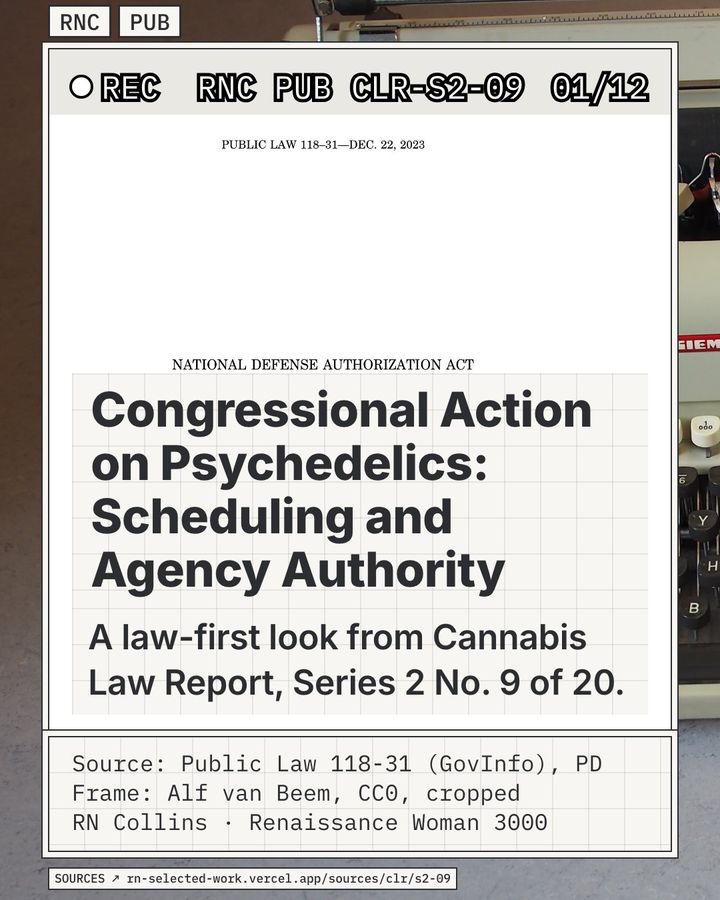 RNC PUB
REC RNC PUB CLR-S2-09 01/12
PUBLIC LAW 118–31—DEC. 22, 2023
NATIONAL DEFENSE AUTHORIZATION ACT
Congressional Action
on Psychedelics:
Scheduling and
Agency Authority
A law-first look from Cannabis
Law Report, Series 2 No. 9 of 20.
Source: Public Law 118-31 (GovInfo), PD
Frame: Alf van Beem, CC0, cropped
RN Collins · Renaissance Woman 3000
SOURCES ↗ rn-selected-work.vercel.app/sources/clr/s2-09
Y
H
B